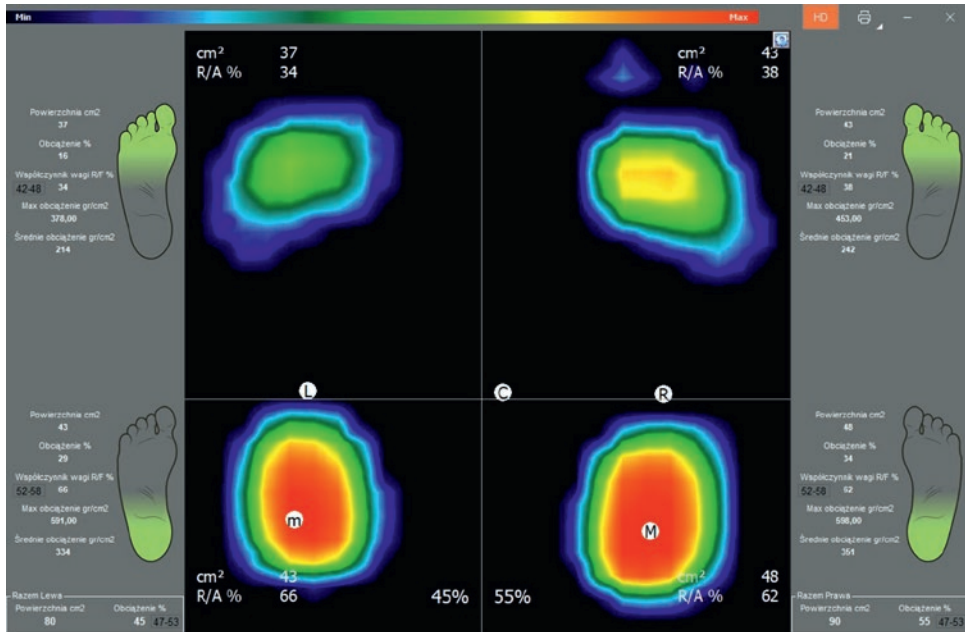 Min Max HD
Powierzchnia cm2
37
Obciążenie %
16
Współczynnik wagi R/F %
42-48 34
Max obciążenie gr/cm2
378,00
Średnie obciążenie gr/cm2
214
cm² 37
R/A % 34
cm² 43
R/A % 38
Powierzchnia cm2
43
Obciążenie %
21
Współczynnik wagi R/F %
42-48 38
Max obciążenie gr/cm2
453,00
Średnie obciążenie gr/cm2
242
L C R
Powierzchnia cm2
43
Obciążenie %
29
Współczynnik wagi R/F %
52-58 66
Max obciążenie gr/cm2
591,00
Średnie obciążenie gr/cm2
334
m M
cm² 43
R/A % 66
45% 55%
cm² 48
R/A % 62
Powierzchnia cm2
48
Obciążenie %
34
Współczynnik wagi R/F %
52-58 62
Max obciążenie gr/cm2
598,00
Średnie obciążenie gr/cm2
351
Razem Lewa
Powierzchnia cm2 Obciążenie %
80 45 47-53
Razem Prawa
Powierzchnia cm2 Obciążenie %
90 55 47-53